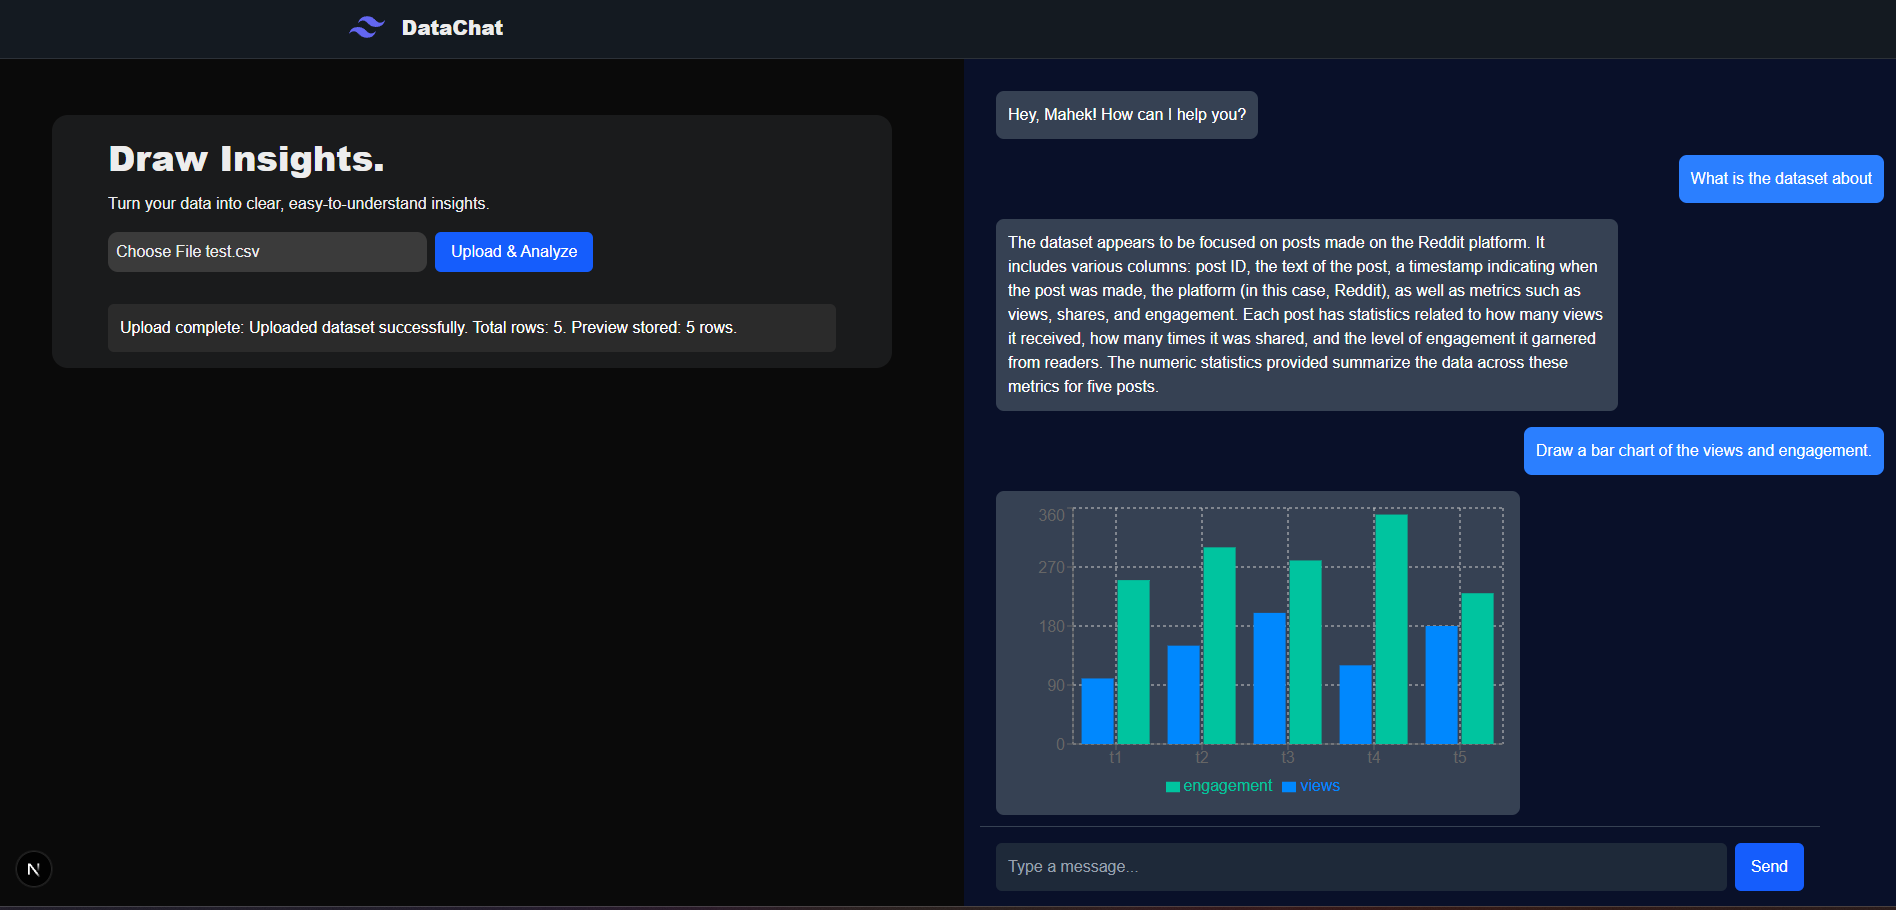 DataChat
Draw Insights.
Turn your data into clear, easy-to-understand insights.
Choose File test.csv
Upload & Analyze
Upload complete: Uploaded dataset successfully. Total rows: 5. Preview stored: 5 rows.
N
Hey, Mahek! How can I help you?
What is the dataset about
The dataset appears to be focused on posts made on the Reddit platform. It
includes various columns: post ID, the text of the post, a timestamp indicating when
the post was made, the platform (in this case, Reddit), as well as metrics such as
views, shares, and engagement. Each post has statistics related to how many views
it received, how many times it was shared, and the level of engagement it garnered
from readers. The numeric statistics provided summarize the data across these
metrics for five posts.
Draw a bar chart of the views and engagement.
360
270
180
90
0
t1 t2 t3 t4 t5
engagement views
Type a message...
Send